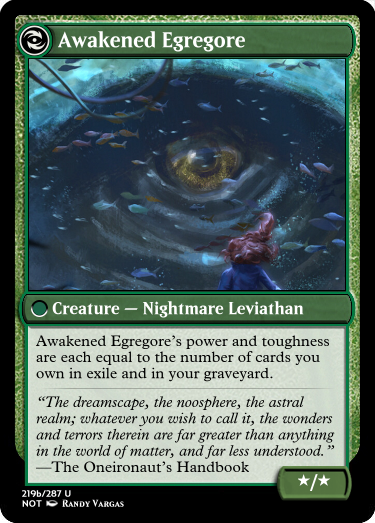 Awakened Egregore
Creature — Nightmare Leviathan
Awakened Egregore's power and toughness
are each equal to the number of cards you
own in exile and in your graveyard.
"The dreamscape, the noosphere, the astral
realm; whatever you wish to call it, the wonders
and terrors therein are far greater than anything
in the world of matter, and far less understood."
—The Oneironaut's Handbook
★/★
219b/287 U
NOT ✒ Randy Vargas